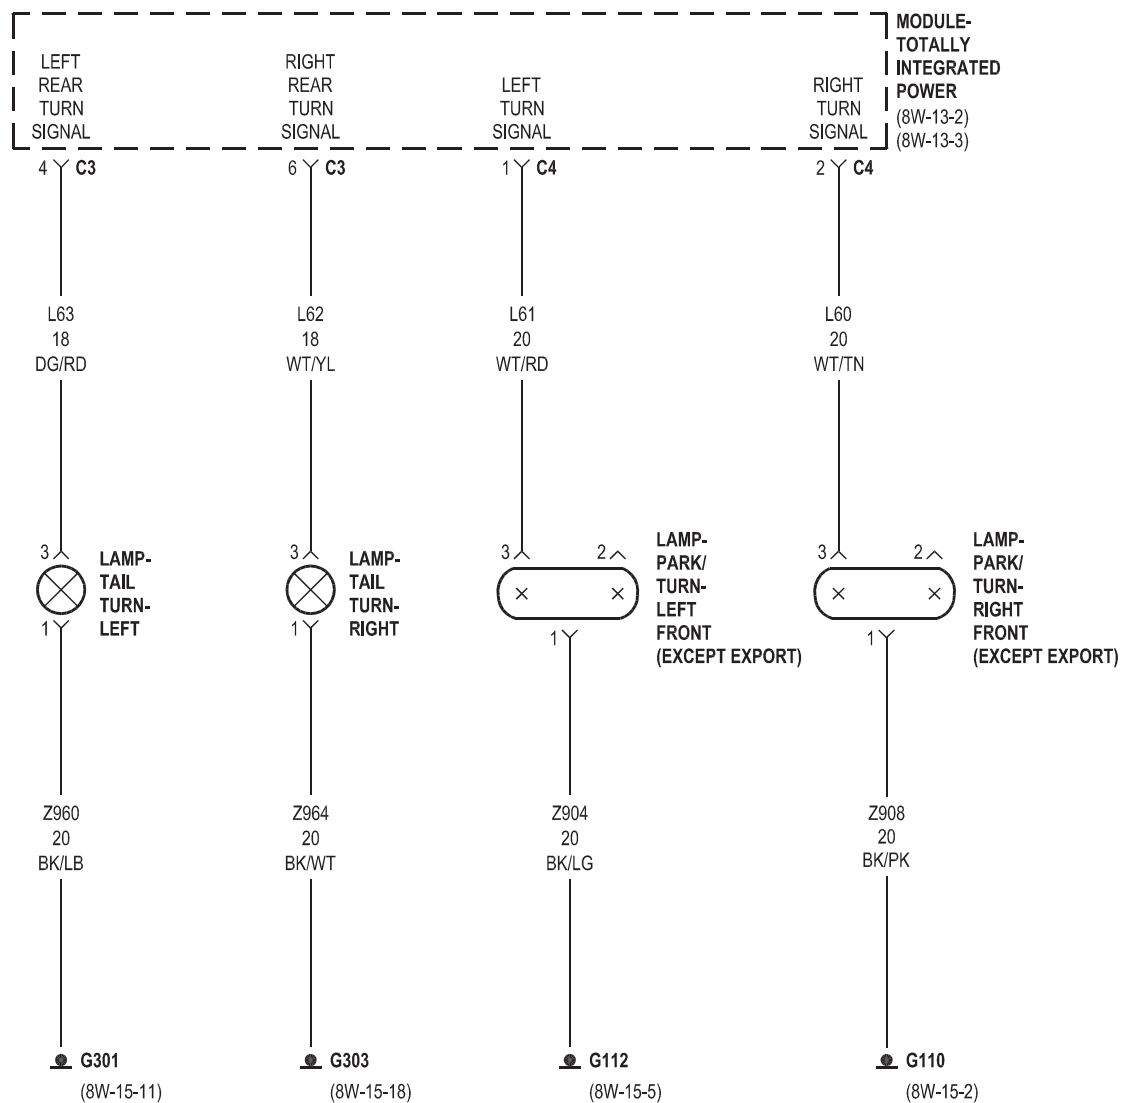 LEFT
REAR
TURN
SIGNAL
RIGHT
REAR
TURN
SIGNAL
LEFT
TURN
SIGNAL
RIGHT
TURN
SIGNAL
MODULE-
TOTALLY
INTEGRATED
POWER
(8W-13-2)
(8W-13-3)
4 C3
6 C3
1 C4
2 C4
L63
18
DG/RD
L62
18
WT/YL
L61
20
WT/RD
L60
20
WT/TN
3
1
LAMP-
TAIL
TURN-
LEFT
3
1
LAMP-
TAIL
TURN-
RIGHT
3 2
1
LAMP-
PARK/
TURN-
LEFT
FRONT
(EXCEPT EXPORT)
3 2
1
LAMP-
PARK/
TURN-
RIGHT
FRONT
(EXCEPT EXPORT)
Z960
20
BK/LB
Z964
20
BK/WT
Z904
20
BK/LG
Z908
20
BK/PK
G301
(8W-15-11)
G303
(8W-15-18)
G112
(8W-15-5)
G110
(8W-15-2)